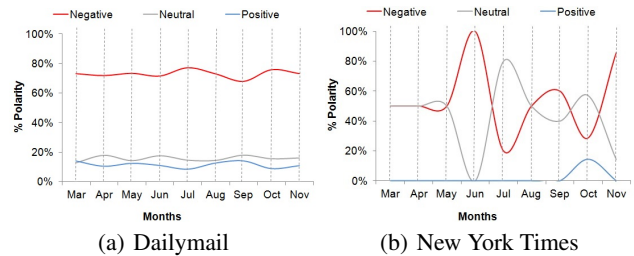 Negative Neutral Positive
100%
80%
60%
40%
20%
0%
% Polarity
Mar Apr May Jun Jul Aug Sep Oct Nov
Months
(a) Dailymail
Negative Neutral Positive
100%
80%
60%
40%
20%
0%
% Polarity
Mar Apr May Jun Jul Aug Sep Oct Nov
Months
(b) New York Times